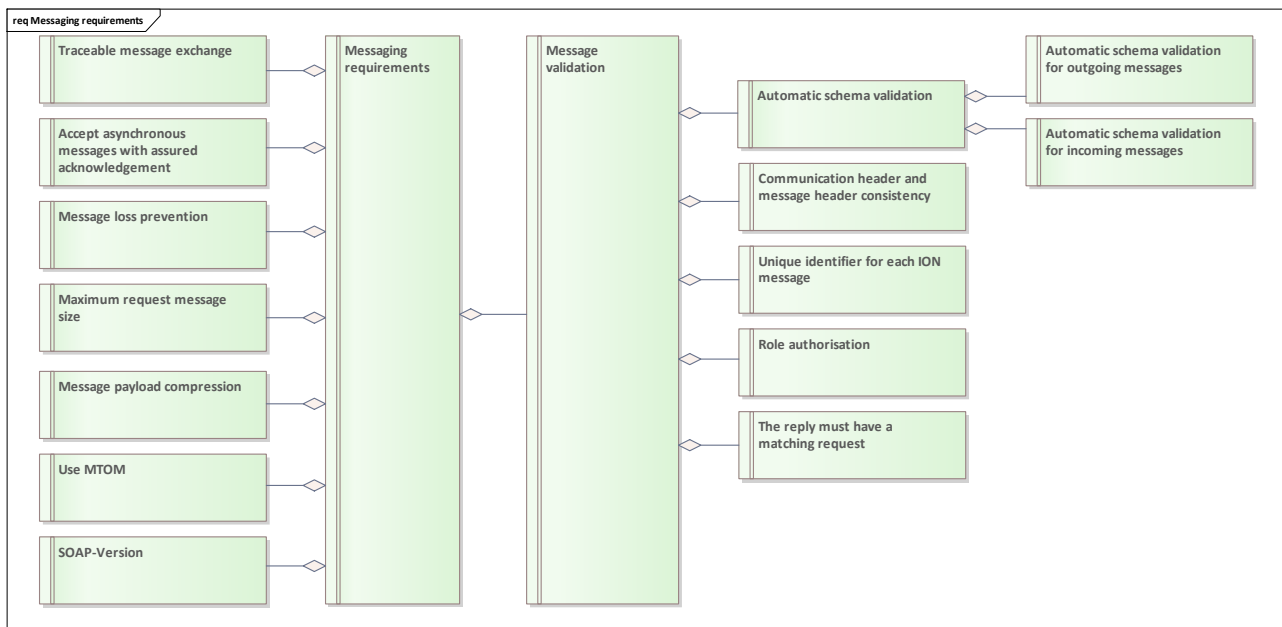 req Messaging requirements
Traceable message exchange
Accept asynchronous
messages with assured
acknowledgement
Message loss prevention
Maximum request message
size
Message payload compression
Use MTOM
SOAP-Version
Messaging
requirements
Message
validation
Automatic schema validation
Communication header and
message header consistency
Unique identifier for each ION
message
Role authorisation
The reply must have a
matching request
Automatic schema validation
for outgoing messages
Automatic schema validation
for incoming messages